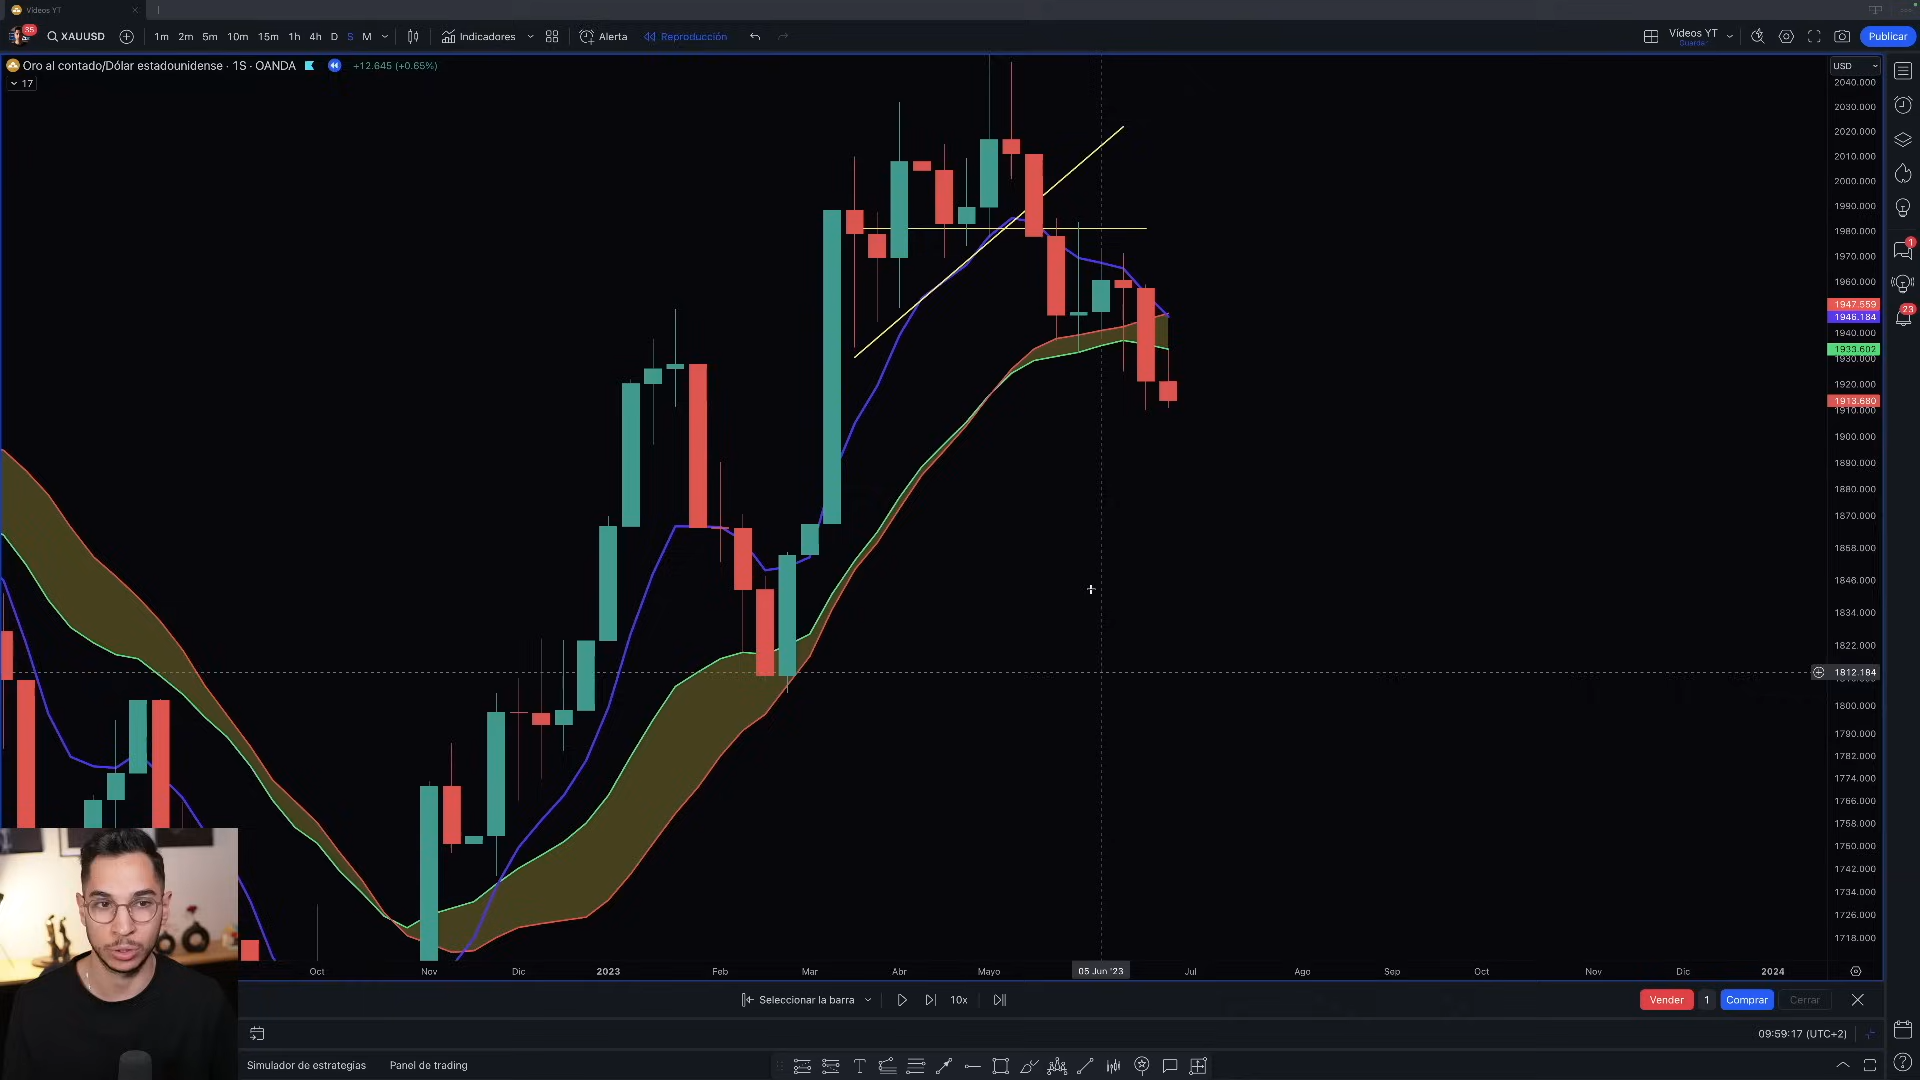 Vídeos YT
55
XAUUSD
1m 2m 5m 10m 15m 1h 4h D S M
Indicadores
Alerta
Reproducción
Vídeos YT
Guardar
Publicar
Oro al contado/Dólar estadounidense · 1S · OANDA
+12.645 (+0.65%)
17
USD
2040.000
2030.000
2020.000
2010.000
2000.000
1990.000
1980.000
1970.000
1960.000
1947.559
1946.184
1940.000
1933.602
1930.000
1920.000
1913.680
1910.000
1900.000
1890.000
1880.000
1870.000
1858.000
1846.000
1834.000
1822.000
1812.184
1800.000
1790.000
1782.000
1774.000
1766.000
1758.000
1750.000
1742.000
1734.000
1726.000
1718.000
1
23
Oct Nov Dic 2023 Feb Mar Abr Mayo 05 Jun '23 Jul Ago Sep Oct Nov Dic 2024
Seleccionar la barra
10x
Vender 1 Comprar Cerrar
09:59:17 (UTC+2)
Simulador de estrategias
Panel de trading